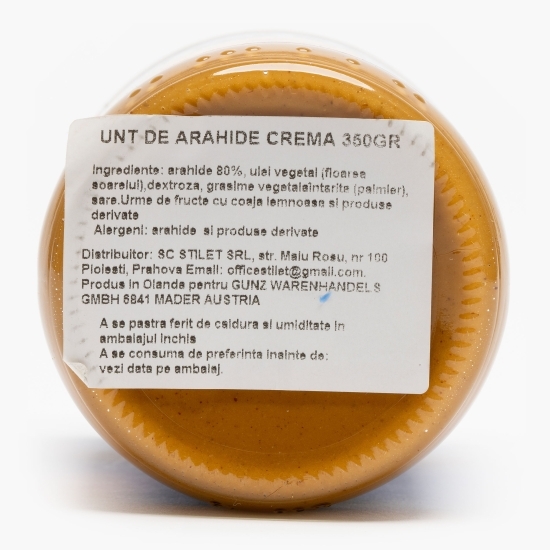 UNT DE ARAHIDE CREMA 350GR
Ingrediente: arahide 80%, ulei vegetal (floarea
soarelui),dextroza, grasime vegetalaintarita (palmier),
sare.Urme de fructe cu coaja lemnoasa si produse
derivate
Alergeni: arahide si produse derivate
Distribuitor: SC STILET SRL, str. Malu Rosu, nr 100
Ploiesti, Prahova Email: officestilet@gmail.com.
Produs in Olanda pentru GUNZ WARENHANDELS
GMBH 6841 MADER AUSTRIA
A se pastra ferit de caldura si umiditate in
ambalajul inchis
A se consuma de preferinta inainte de:
vezi data pe ambalaj.